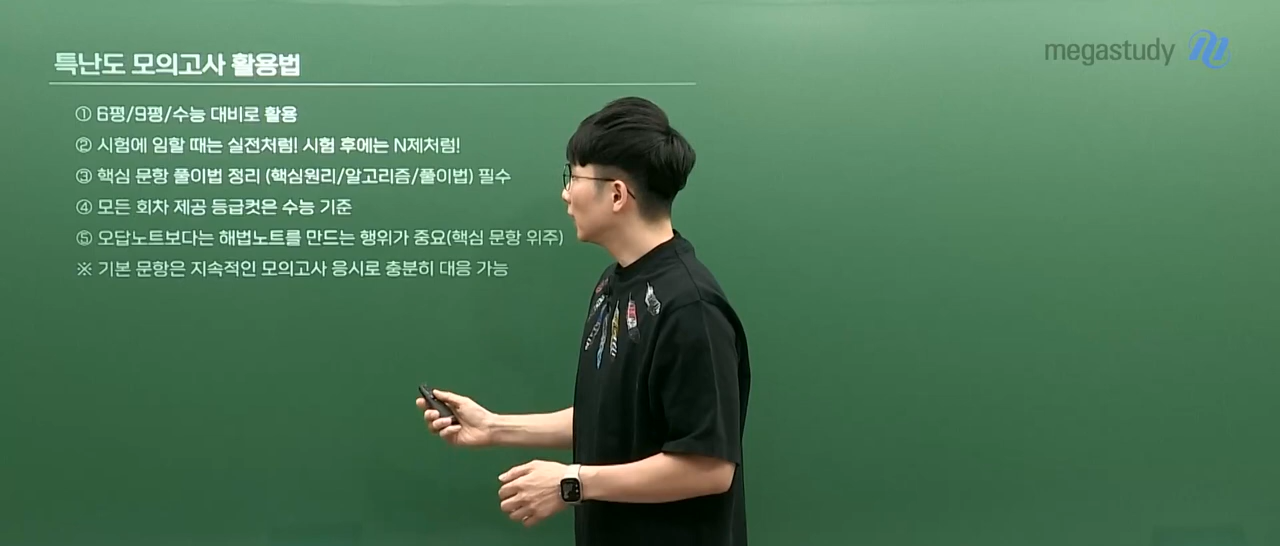 특난도 모의고사 활용법
megastudy
① 6평/9평/수능 대비로 활용
② 시험에 임할 때는 실전처럼! 시험 후에는 N제처럼!
③ 핵심 문항 풀이법 정리 (핵심원리/알고리즘/풀이법) 필수
④ 모든 회차 제공 등급컷은 수능 기준
⑤ 오답노트보다는 해법노트를 만드는 행위가 중요(핵심 문항 위주)
※ 기본 문항은 지속적인 모의고사 응시로 충분히 대응 가능